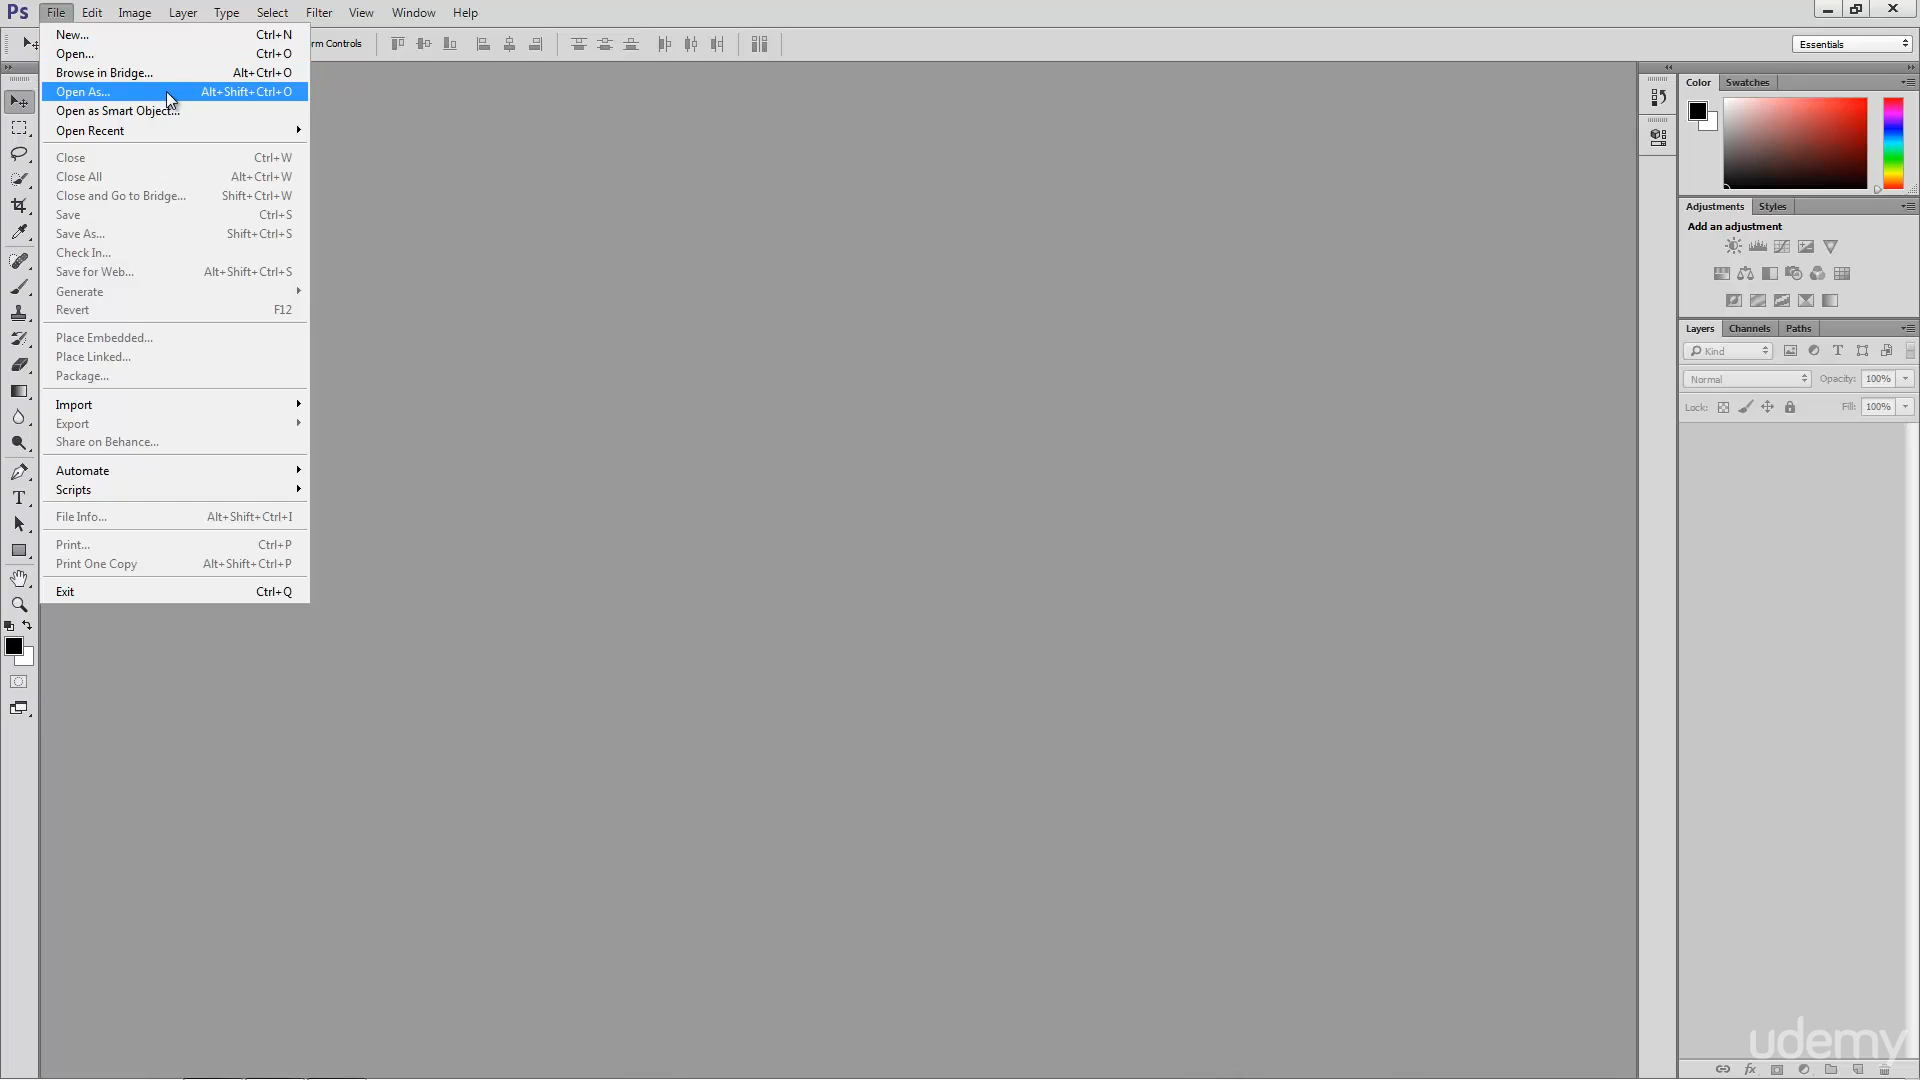 Ps File Edit Image Layer Type Select Filter View Window Help
rm Controls
Essentials
New... Ctrl+N
Open... Ctrl+O
Browse in Bridge... Alt+Ctrl+O
Open As... Alt+Shift+Ctrl+O
Open as Smart Object...
Open Recent
Close Ctrl+W
Close All Alt+Ctrl+W
Close and Go to Bridge... Shift+Ctrl+W
Save Ctrl+S
Save As... Shift+Ctrl+S
Check In...
Save for Web... Alt+Shift+Ctrl+S
Generate
Revert F12
Place Embedded...
Place Linked...
Package...
Import
Export
Share on Behance...
Automate
Scripts
File Info... Alt+Shift+Ctrl+I
Print... Ctrl+P
Print One Copy Alt+Shift+Ctrl+P
Exit Ctrl+Q
Color Swatches
Adjustments Styles
Add an adjustment
Layers Channels Paths
Kind
Normal Opacity: 100%
Lock: Fill: 100%
udemy
fx